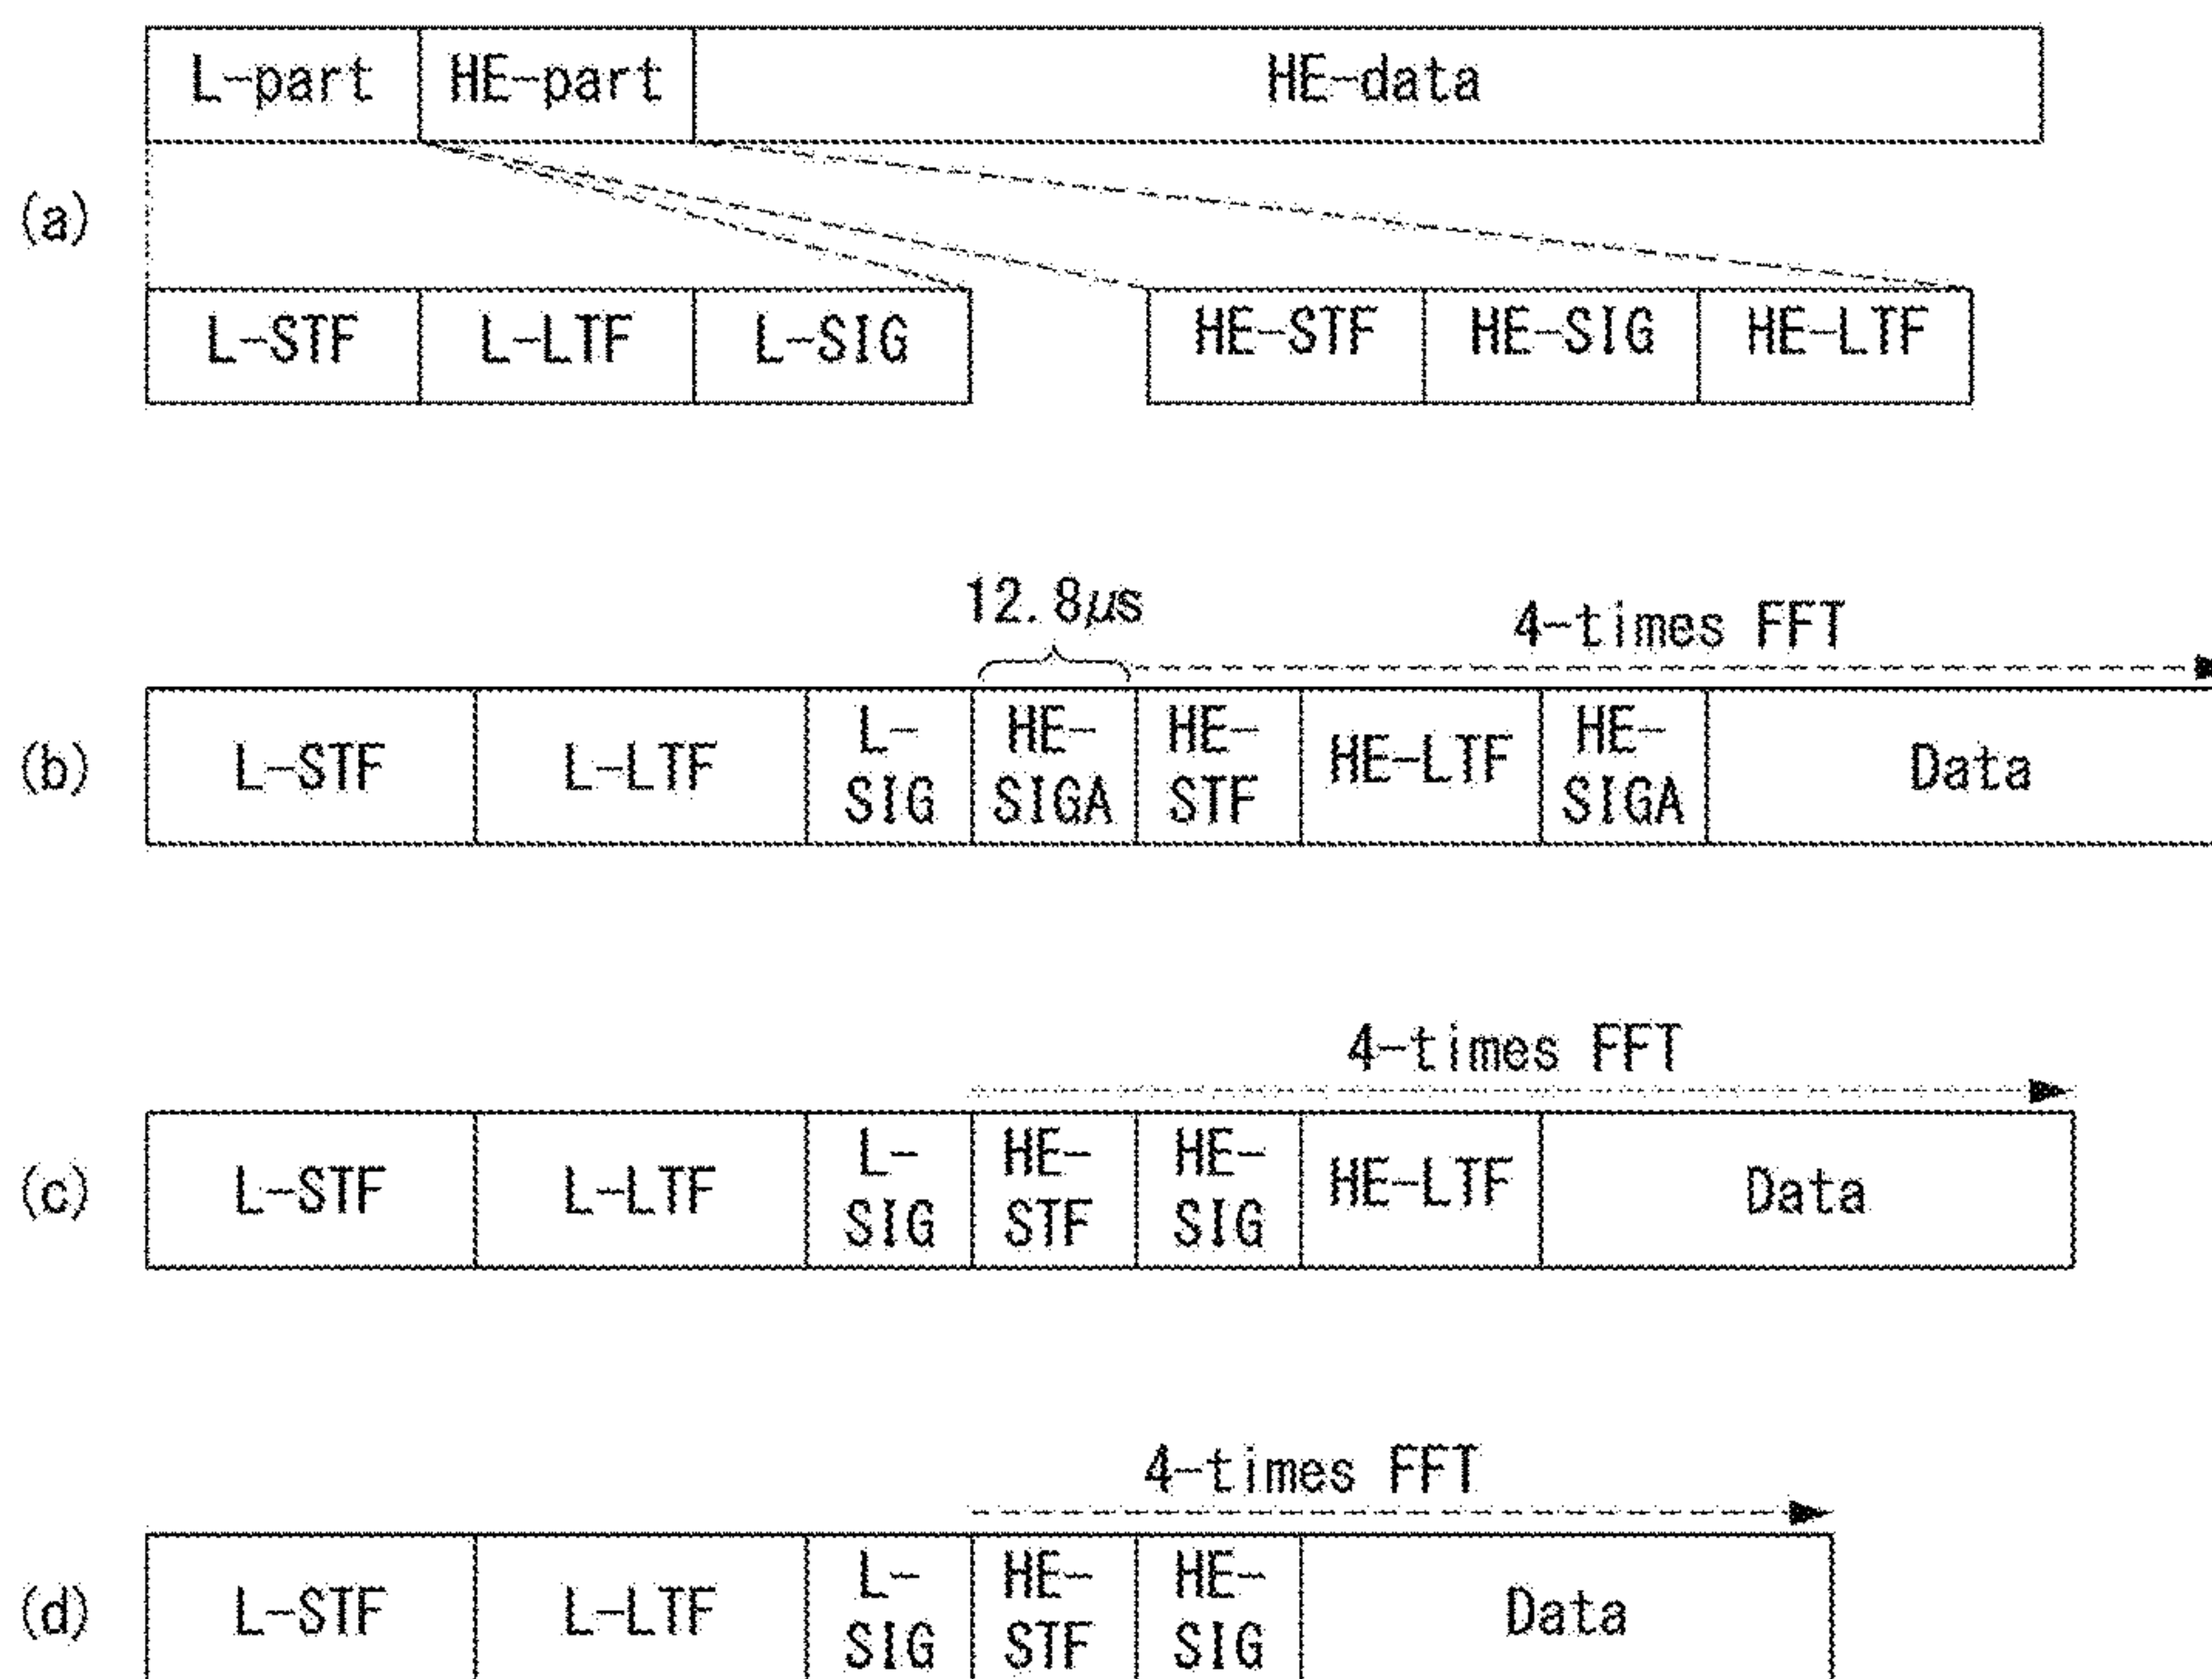 L-part HE-part HE-data
(a)
L-STF L-LTF L-SIG HE-STF HE-SIG HE-LTF
12.8μs 4-times FFT
(b) L-STF L-LTF L-SIG HE-SIGA HE-STF HE-LTF HE-SIGA Data
4-times FFT
(c) L-STF L-LTF L-SIG HE-STF HE-SIG HE-LTF Data
4-times FFT
(d) L-STF L-LTF L-SIG HE-STF HE-SIG Data